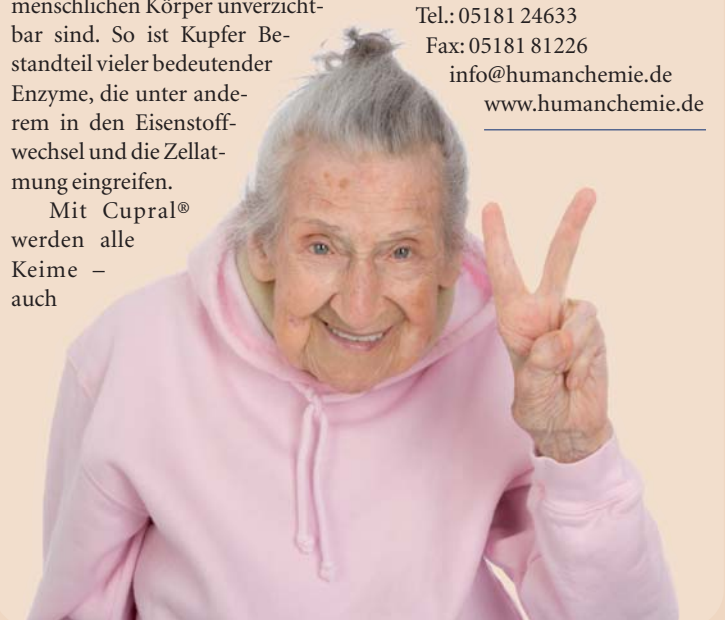 menschlichen Körper unverzicht-
bar sind. So ist Kupfer Be-
standteil vieler bedeutender
Enzyme, die unter ande-
rem in den Eisenstoff-
wechsel und die Zellat-
mung eingreifen.
Mit Cupral®
werden alle
Keime –
auch
Tel.: 05181 24633
Fax: 05181 81226
info@humanchemie.de
www.humanchemie.de